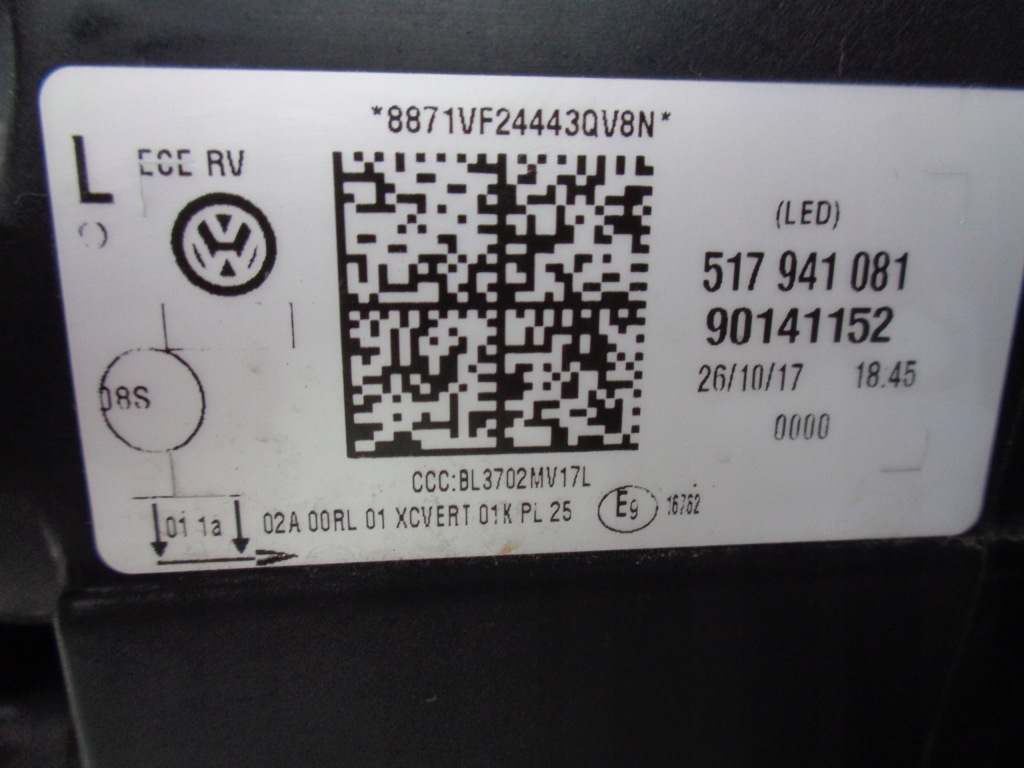 *8871VF24443QV8N*
L ECE RV
(LED)
517 941 081
90141152
26/10/17 18:45
0000
08S
CCC:BL3702MV17L
01 1a
02A 00RL 01 XCVERT 01K PL 25
E9